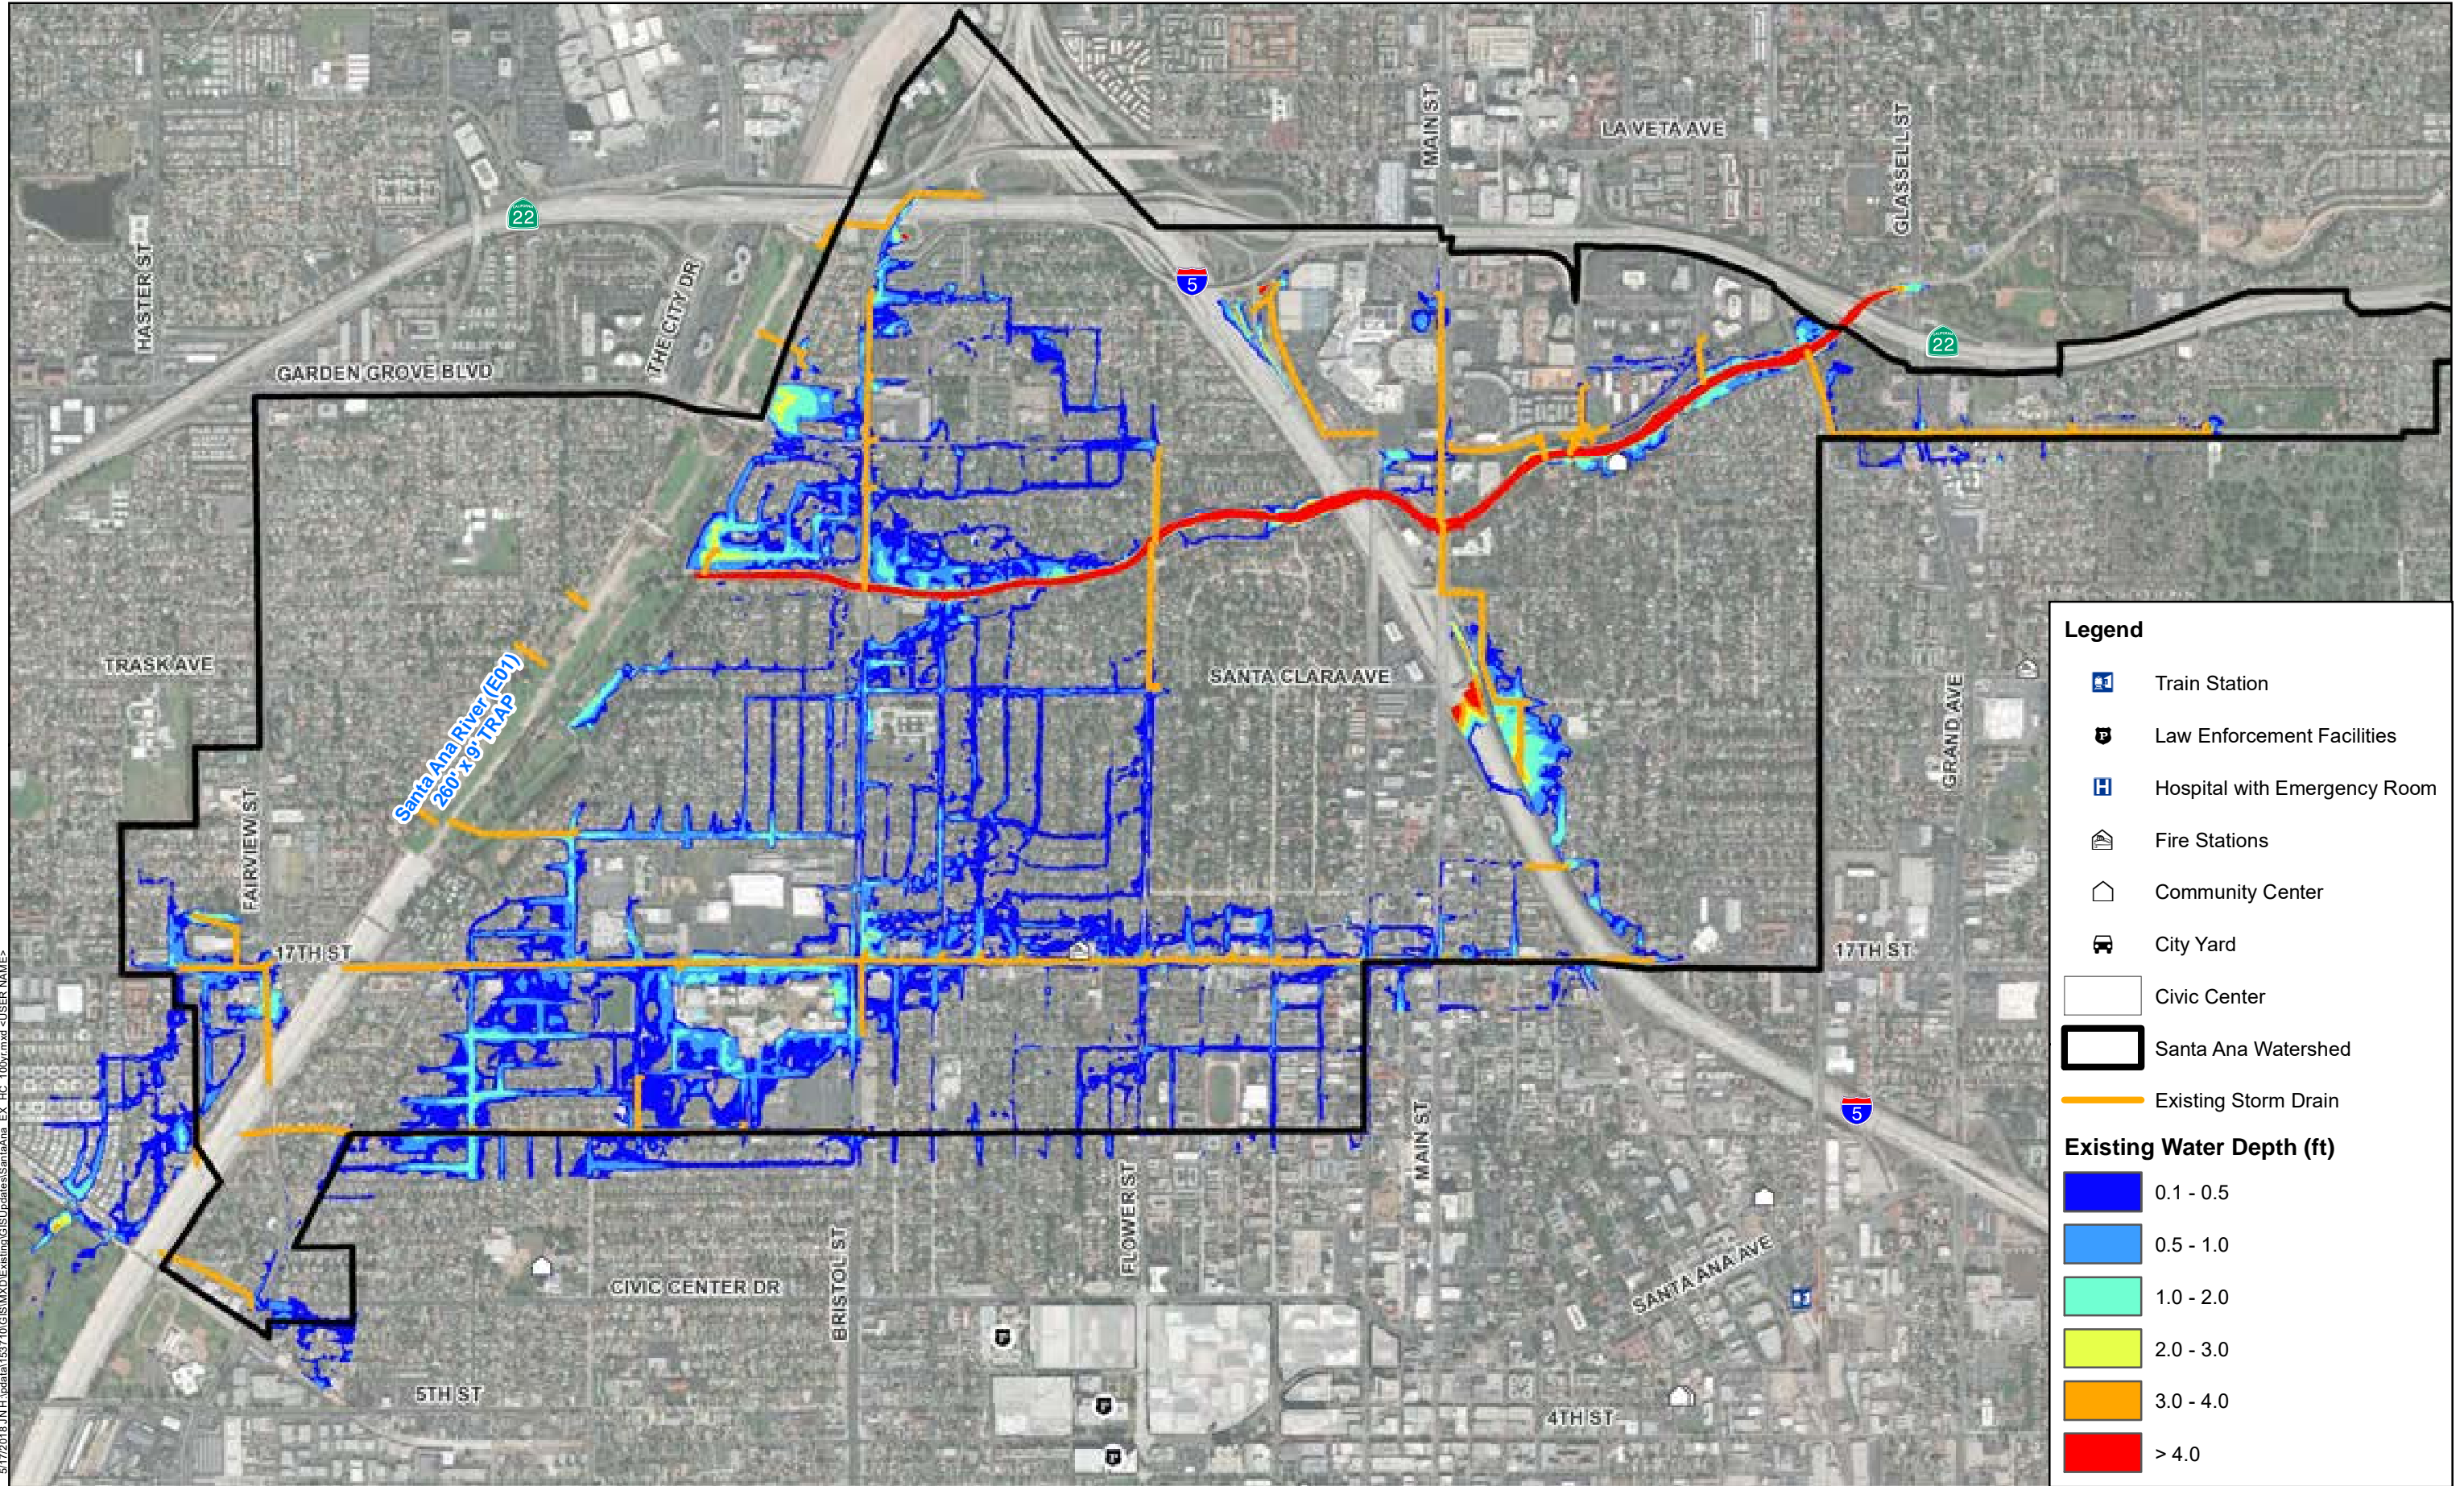 MAIN ST
LA VETA AVE
GLASSELL ST
22
HASTER ST
THE CITY DR
5
22
GARDEN GROVE BLVD
TRASK AVE
Santa Ana River (E01)
260' x 9' TRAP
SANTA CLARA AVE
GRAND AVE
FAIRVIEW ST
17TH ST
17TH ST
5
MAIN ST
FLOWER ST
BRISTOL ST
CIVIC CENTER DR
SANTA ANA AVE
5TH ST
4TH ST
Legend
Train Station
Law Enforcement Facilities
Hospital with Emergency Room
Fire Stations
Community Center
City Yard
Civic Center
Santa Ana Watershed
Existing Storm Drain
Existing Water Depth (ft)
0.1 - 0.5
0.5 - 1.0
1.0 - 2.0
2.0 - 3.0
3.0 - 4.0
> 4.0